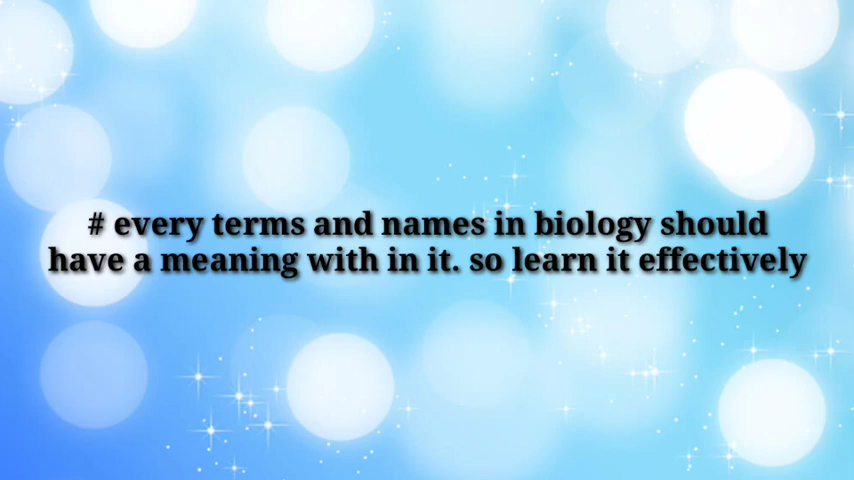 # every terms and names in biology should
have a meaning with in it. so learn it effectively